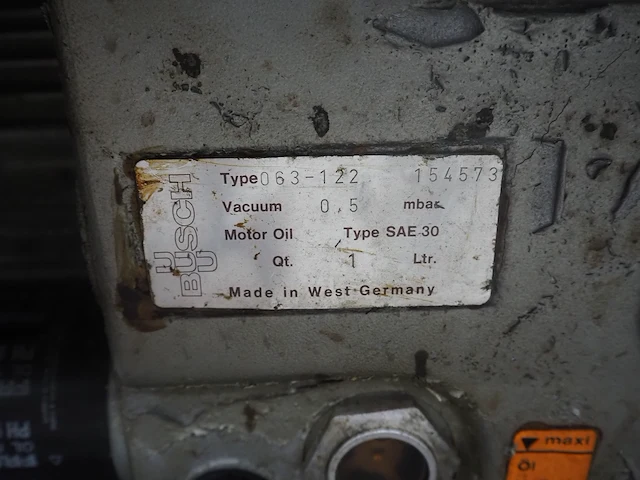 BUSCH
Type 063-122 154573
Vacuum 0,5 mbar
Motor Oil Type SAE 30
Qt. 1 Ltr.
Made in West Germany
maxi
Öl